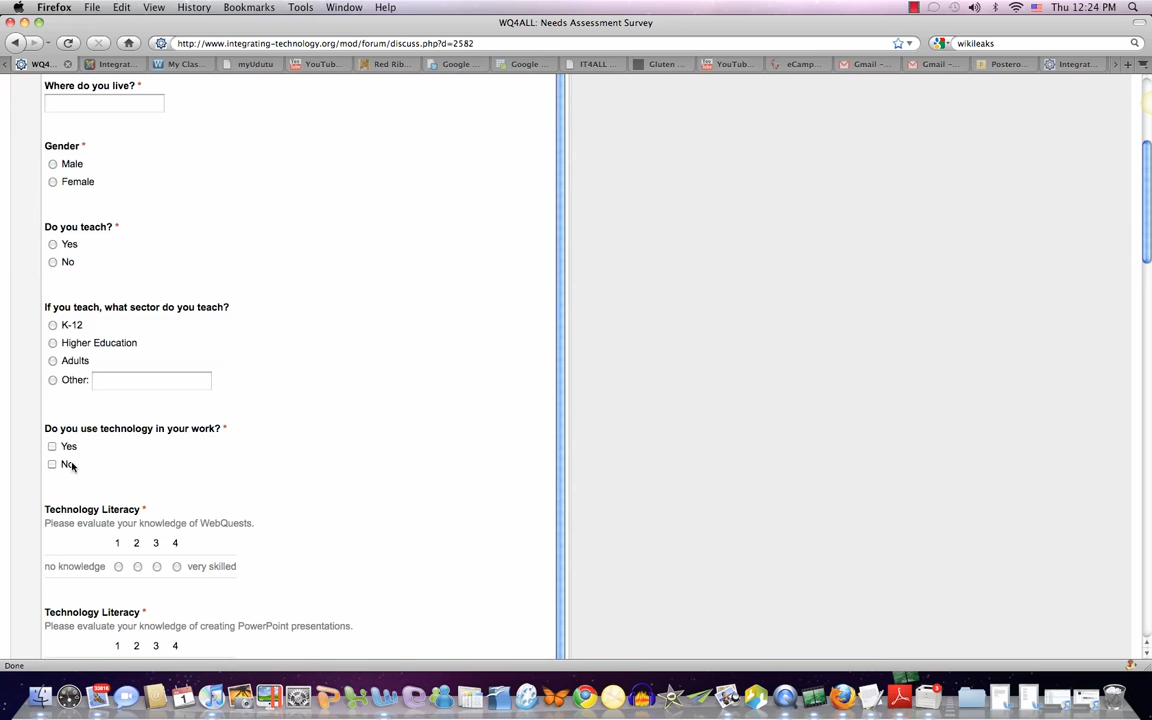 Firefox File Edit View History Bookmarks Tools Window Help Thu 12:24 PM
WQ4ALL: Needs Assessment Survey
http://www.integrating-technology.org/mod/forum/discuss.php?d=2582 wikileaks
WQ4... Integrat... My Clas... myUdutu YouTub... Red Rib... Google ... Google ... IT4ALL ... Gluten ... YouTub... eCamp... Gmail -... Gmail -... Postero... Integrat...
Where do you live? *
Gender *
Male
Female
Do you teach? *
Yes
No
If you teach, what sector do you teach?
K-12
Higher Education
Adults
Other:
Do you use technology in your work? *
Yes
No
Technology Literacy *
Please evaluate your knowledge of WebQuests.
1 2 3 4
no knowledge very skilled
Technology Literacy *
Please evaluate your knowledge of creating PowerPoint presentations.
1 2 3 4
Done